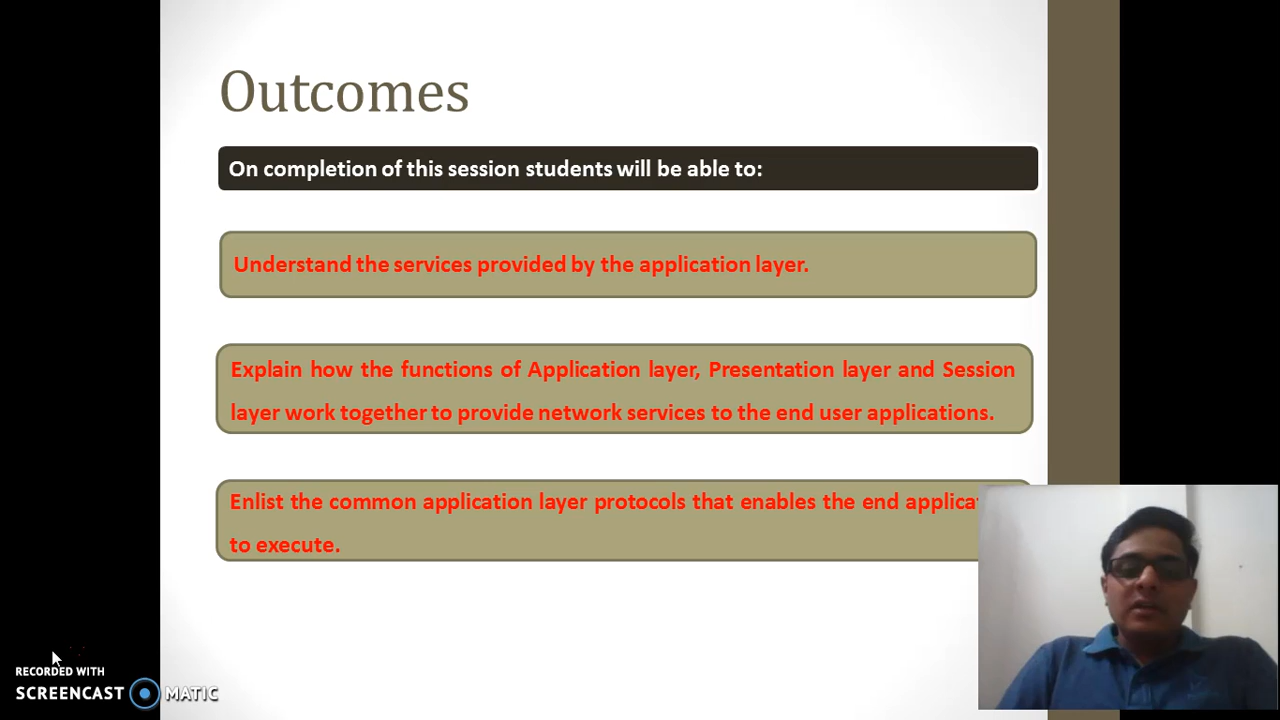 Outcomes
On completion of this session students will be able to:
Understand the services provided by the application layer.
Explain how the functions of Application layer, Presentation layer and Session
layer work together to provide network services to the end user applications.
Enlist the common application layer protocols that enables the end
to execute.
RECORDED WITH
SCREENCAST MATIC